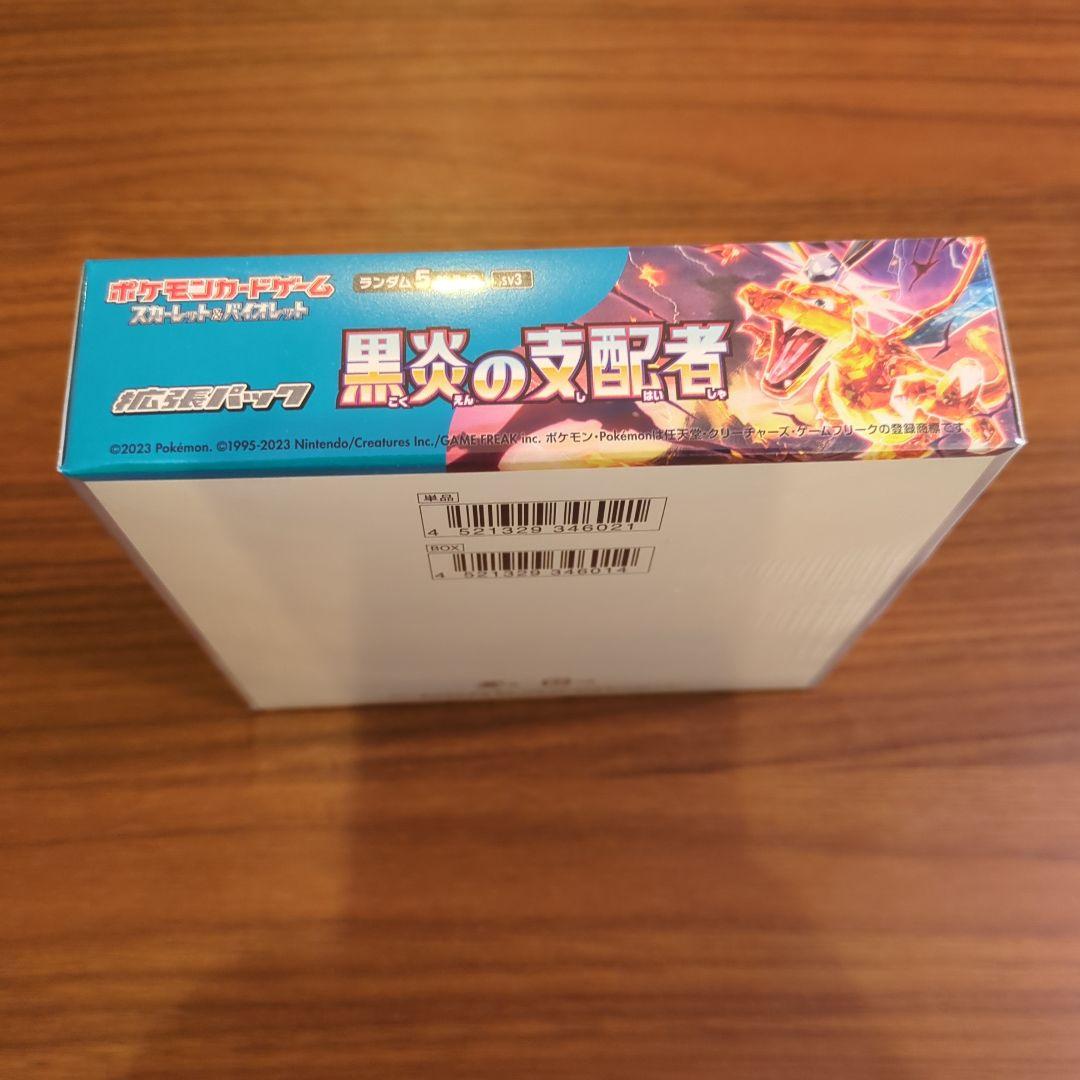 ポケモンカードゲーム
スカーレット&バイオレット
ランダム5
sv3
黒炎の支配者
こくえん しはいしゃ
拡張パック
©2023 Pokémon. ©1995-2023 Nintendo/Creatures Inc./GAME FREAK inc. ポケモン・Pokémonは任天堂・クリーチャーズ・ゲームフリークの登録商標です。
単品
4 521329 346021
BOX
4 521329 346014